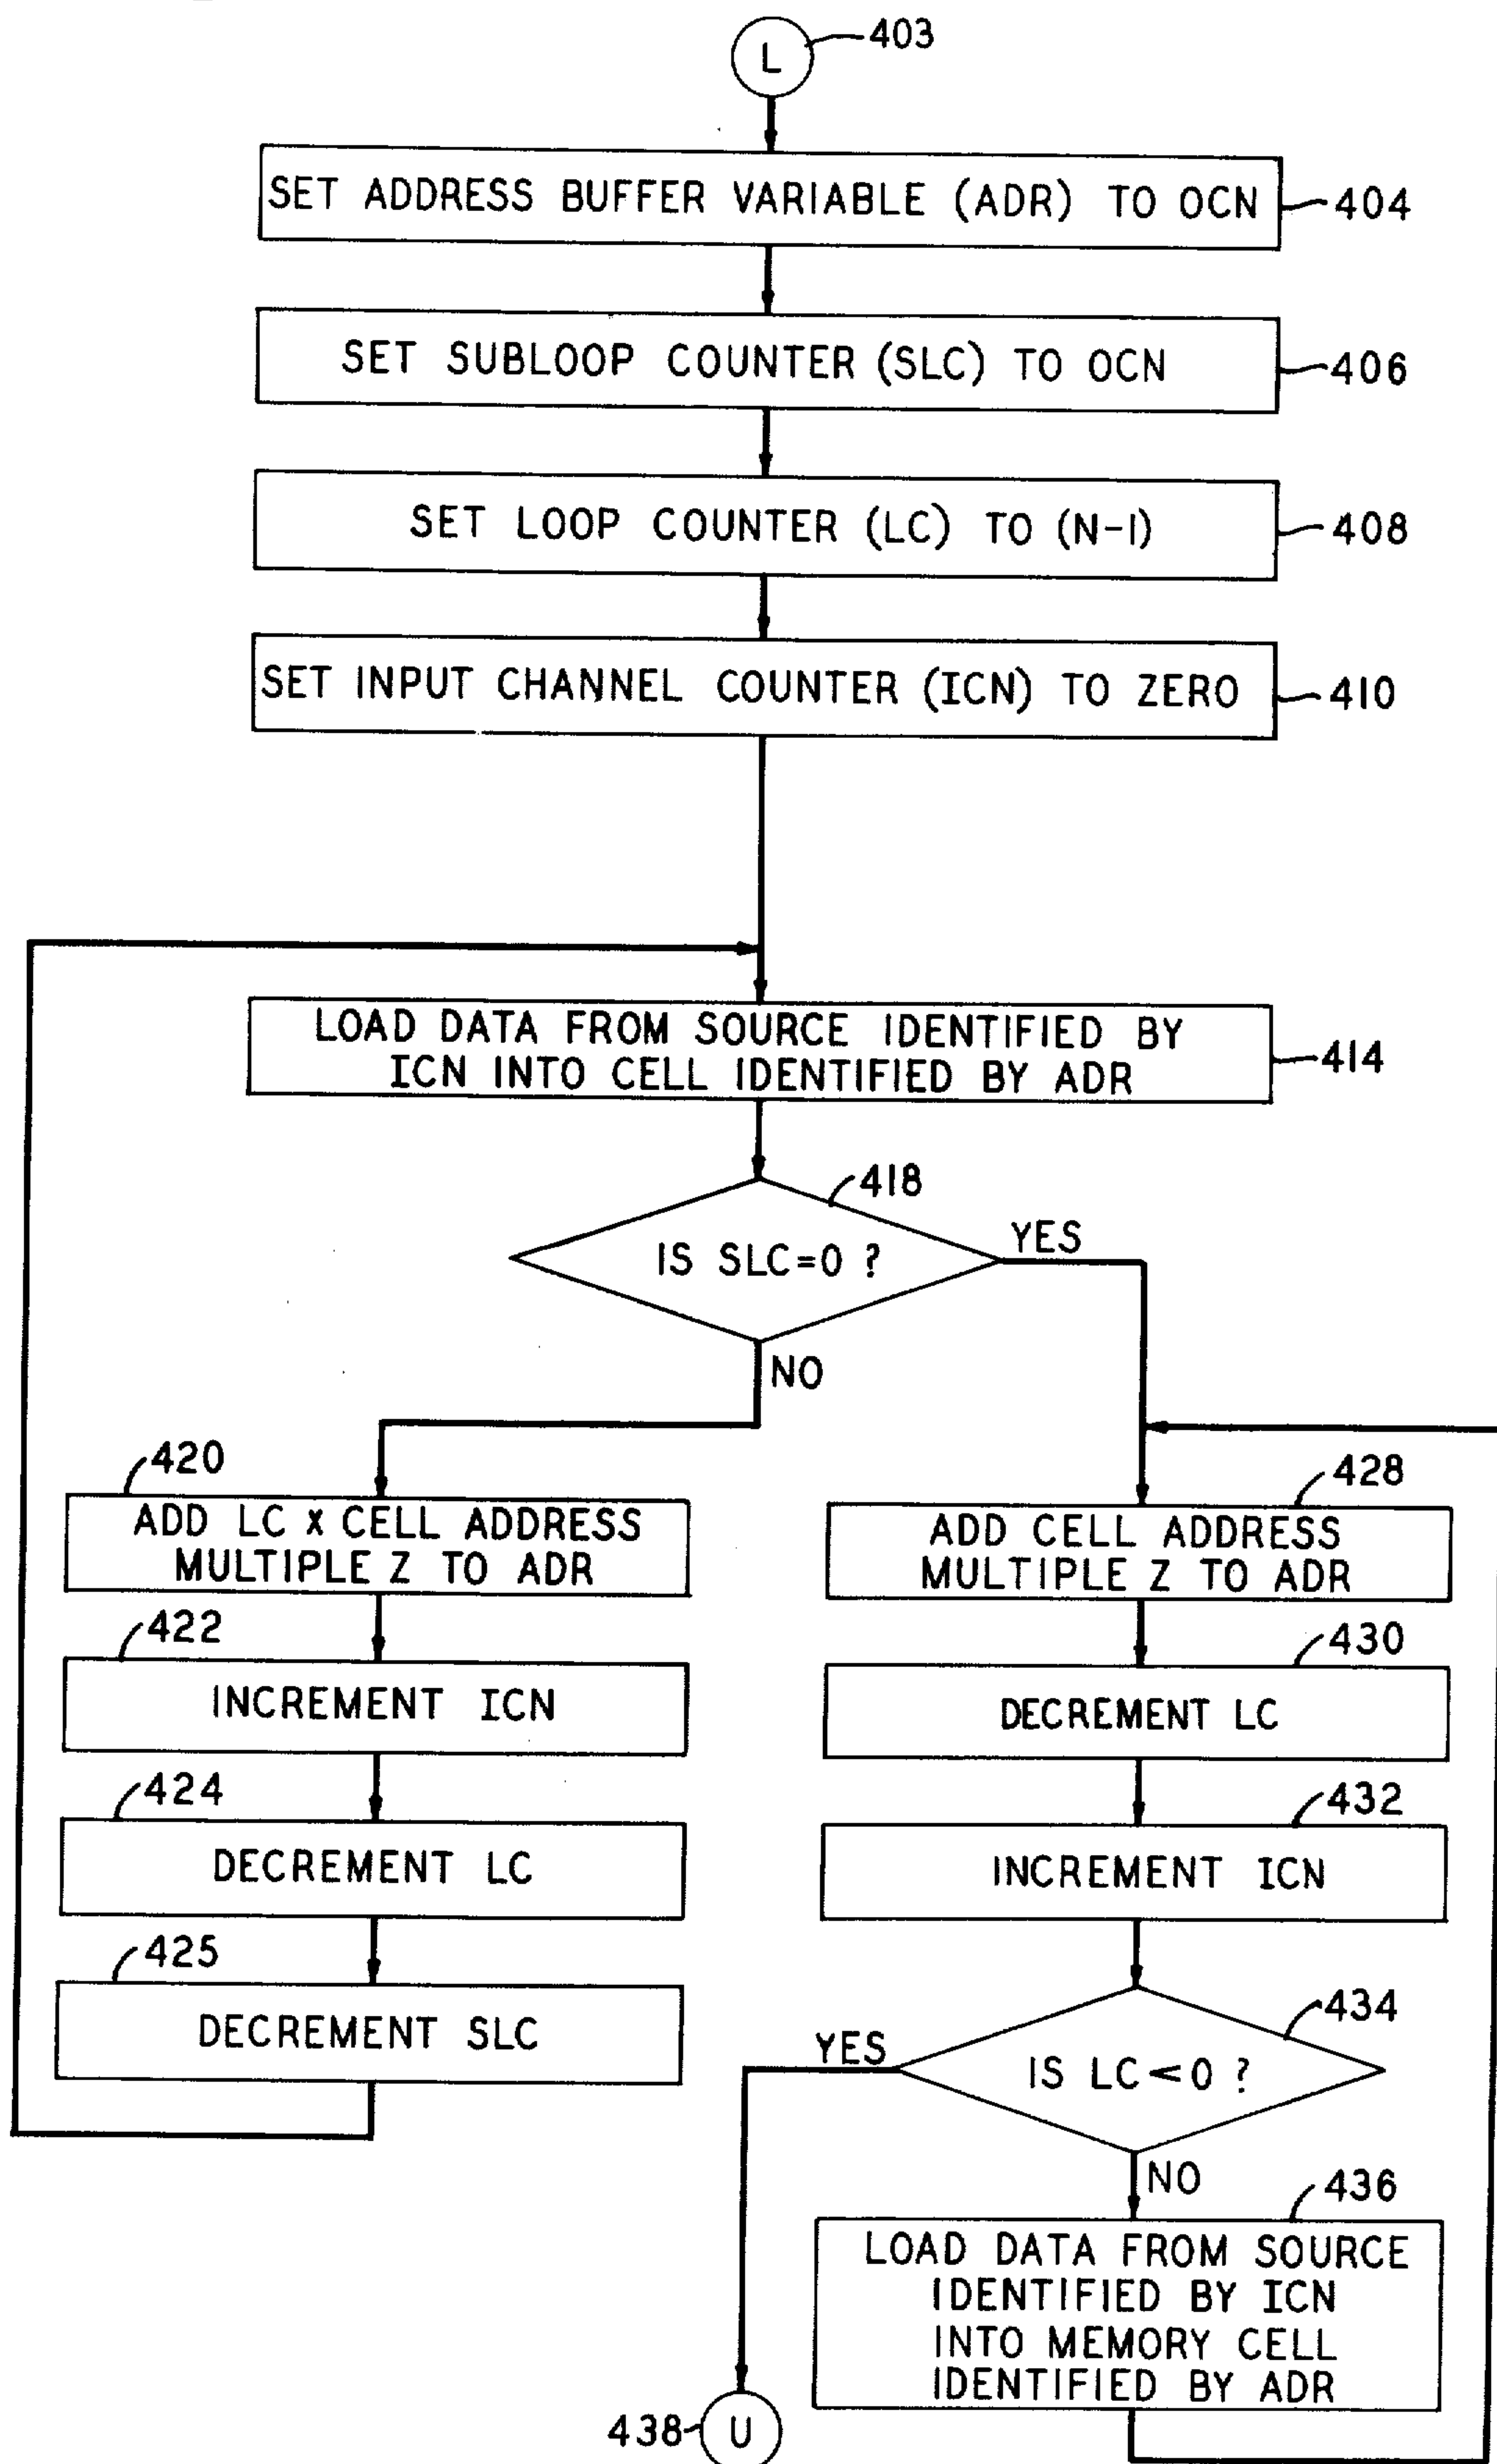 L
403
SET ADDRESS BUFFER VARIABLE (ADR) TO OCN
404
SET SUBLOOP COUNTER (SLC) TO OCN
406
SET LOOP COUNTER (LC) TO (N-1)
408
SET INPUT CHANNEL COUNTER (ICN) TO ZERO
410
LOAD DATA FROM SOURCE IDENTIFIED BY
ICN INTO CELL IDENTIFIED BY ADR
414
418
IS SLC=0 ?
YES
NO
420
ADD LC X CELL ADDRESS
MULTIPLE Z TO ADR
422
INCREMENT ICN
424
DECREMENT LC
425
DECREMENT SLC
428
ADD CELL ADDRESS
MULTIPLE Z TO ADR
430
DECREMENT LC
432
INCREMENT ICN
434
IS LC<0 ?
YES
NO
436
LOAD DATA FROM SOURCE
IDENTIFIED BY ICN
INTO MEMORY CELL
IDENTIFIED BY ADR
438
U